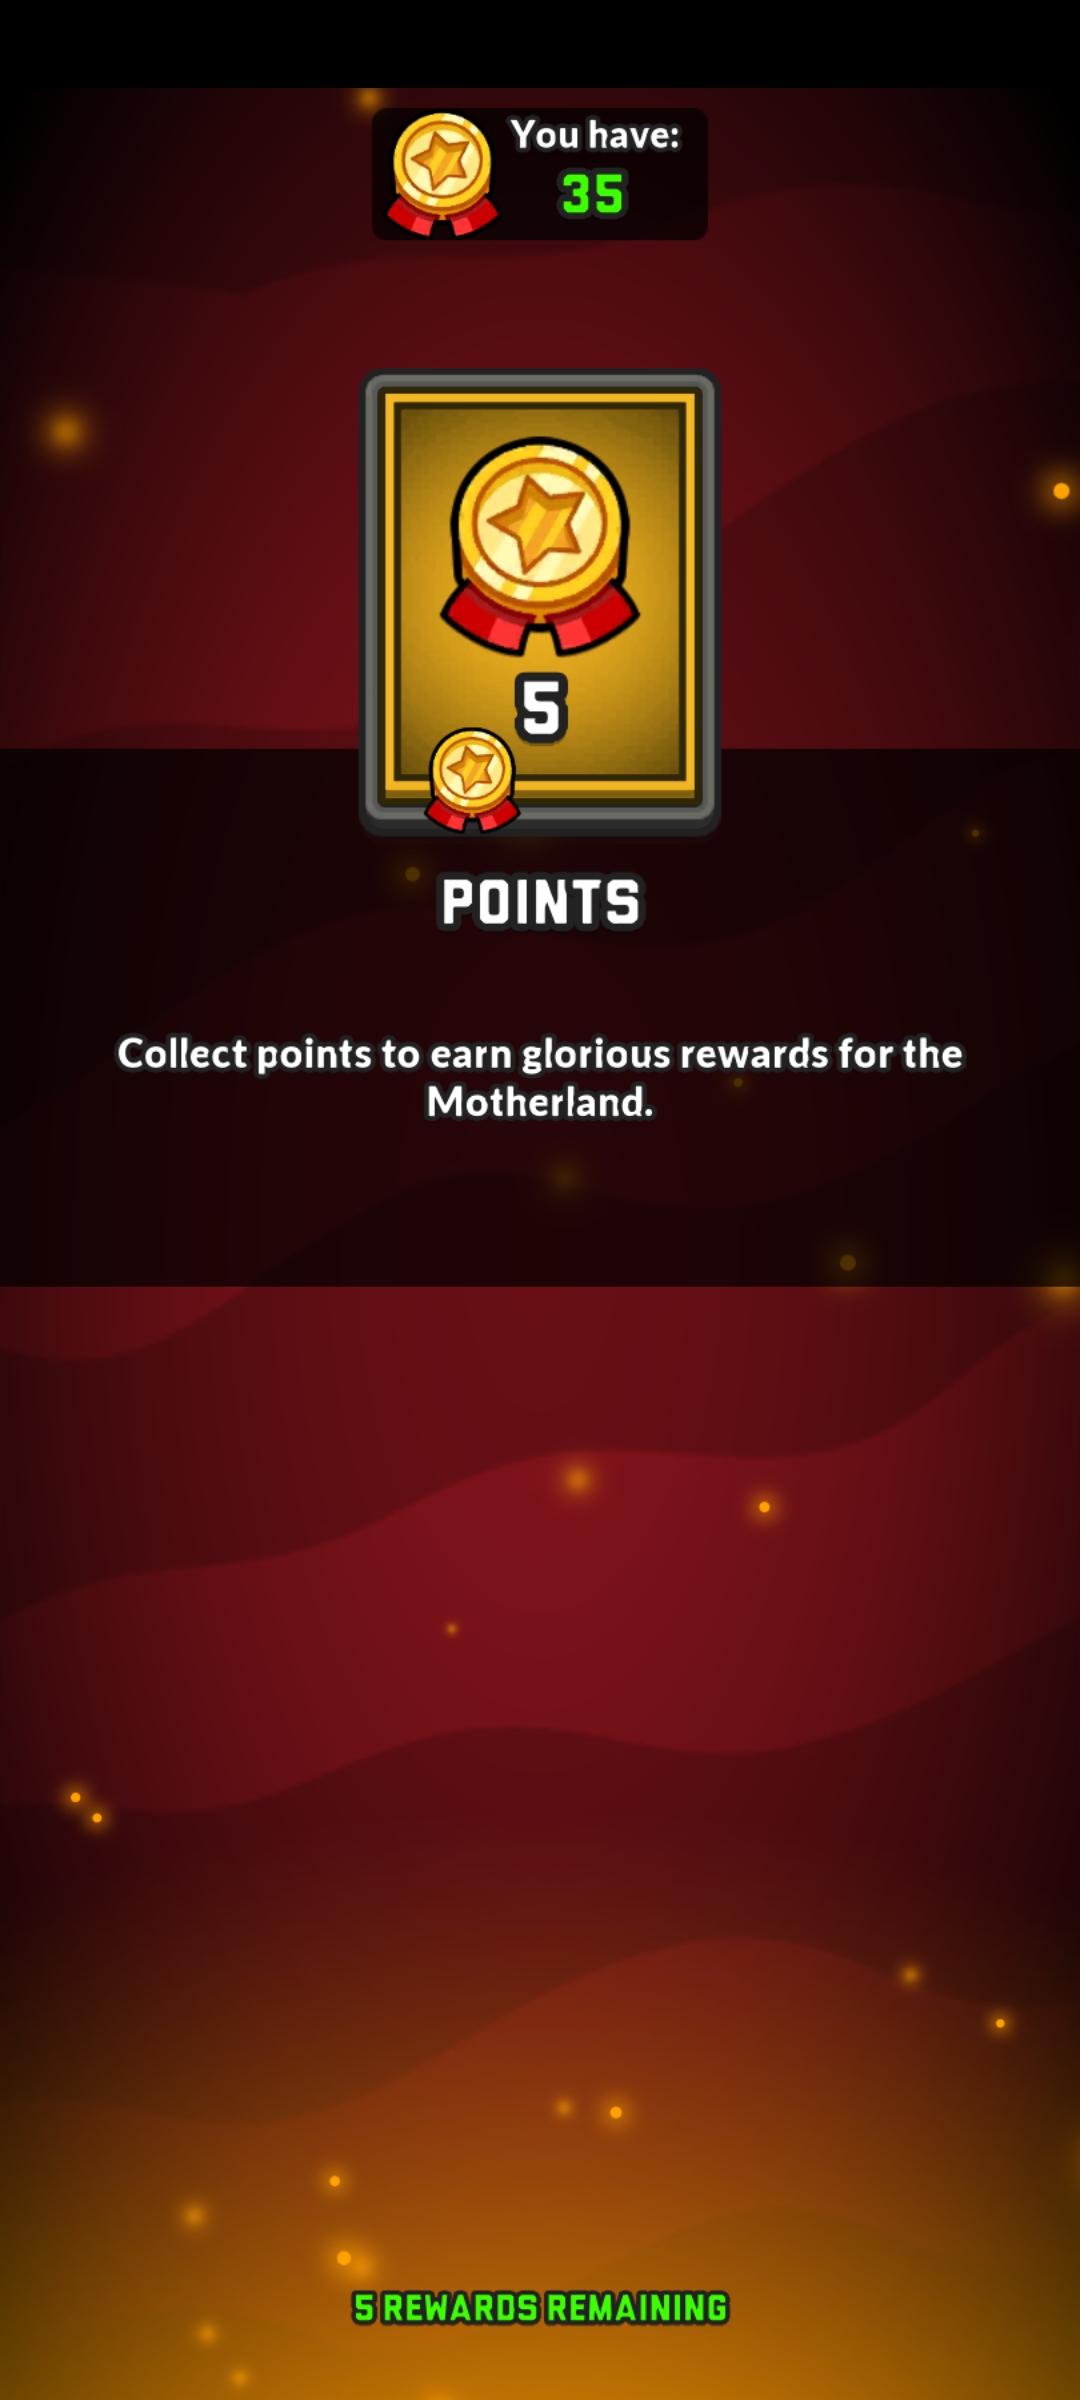 You have:
35
5
POINTS
Collect points to earn glorious rewards for the
Motherland.
5 REWARDS REMAINING